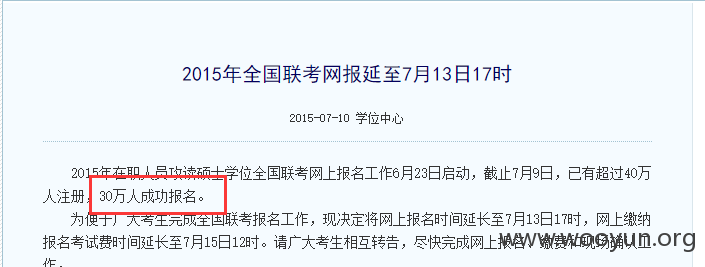 2015年全国联考网报延至7月13日17时
2015-07-10 学位中心
2015年在职人员攻读硕士学位全国联考网上报名工作6月23日启动，截止7月9日，已有超过40万
人注册，30万人成功报名。
为便于广大考生完成全国联考报名工作，现决定将网上报名时间延长至7月13日17时，网上缴纳
报名考试费时间延长至7月15日12时。请广大考生相互转告，尽快完成网上报名、缴费和现场确认工
作。
www.wooyun.org